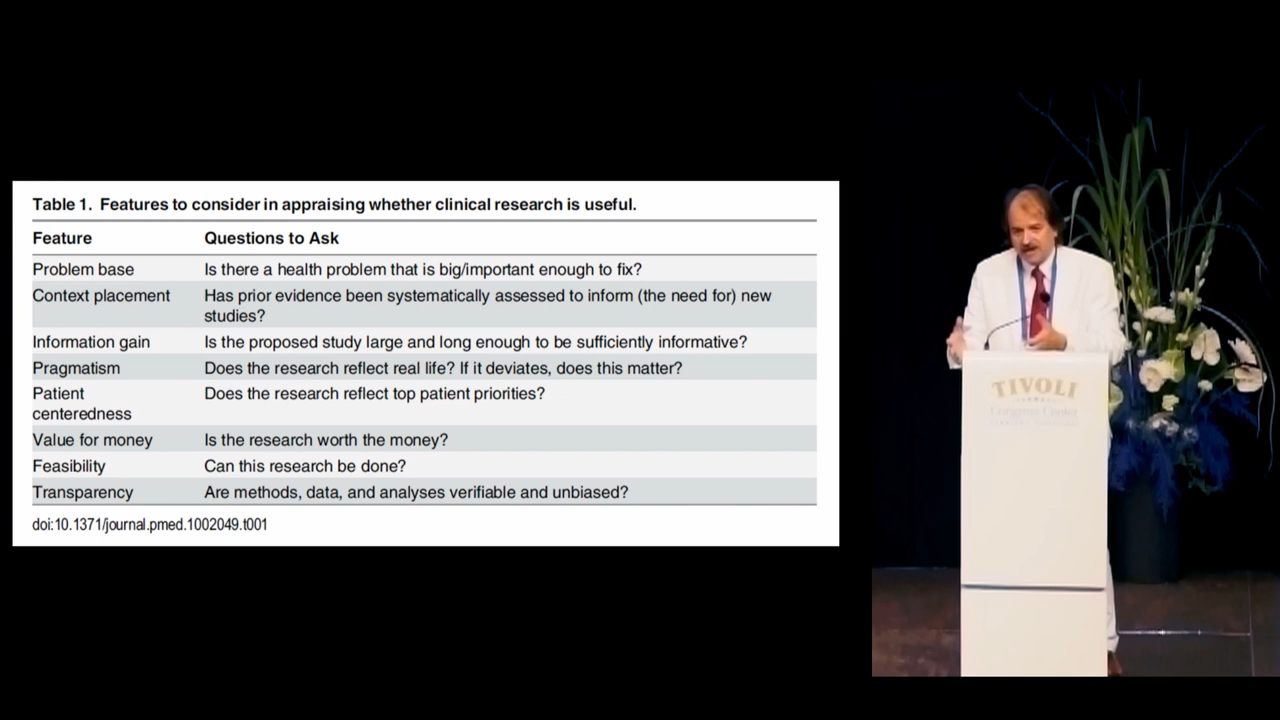 Table 1. Features to consider in appraising whether clinical research is useful.
Feature Questions to Ask
Problem base Is there a health problem that is big/important enough to fix?
Context placement Has prior evidence been systematically assessed to inform (the need for) new
studies?
Information gain Is the proposed study large and long enough to be sufficiently informative?
Pragmatism Does the research reflect real life? If it deviates, does this matter?
Patient Does the research reflect top patient priorities?
centeredness
Value for money Is the research worth the money?
Feasibility Can this research be done?
Transparency Are methods, data, and analyses verifiable and unbiased?
doi:10.1371/journal.pmed.1002049.t001
TIVOLI
Congress Center